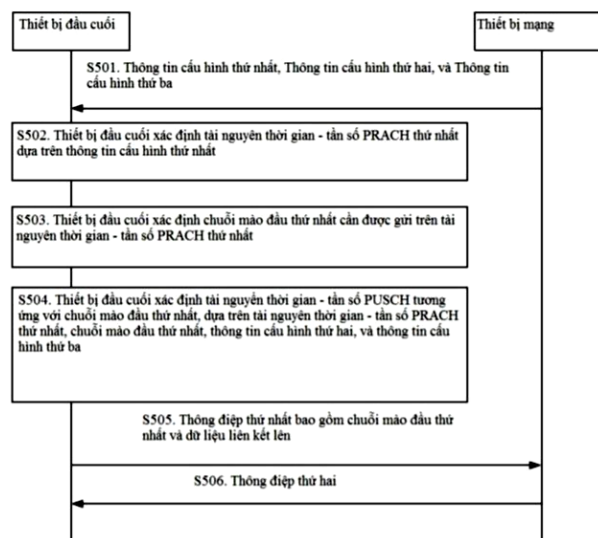 Thiết bị đầu cuối
Thiết bị mạng
S501. Thông tin cấu hình thứ nhất, Thông tin cấu hình thứ hai, và Thông tin
cấu hình thứ ba
S502. Thiết bị đầu cuối xác định tài nguyên thời gian - tần số PRACH thứ nhất
dựa trên thông tin cấu hình thứ nhất
S503. Thiết bị đầu cuối xác định chuỗi mào đầu thứ nhất cần được gửi trên tài
nguyên thời gian - tần số PRACH thứ nhất
S504. Thiết bị đầu cuối xác định tài nguyên thời gian - tần số PUSCH tương
ứng với chuỗi mào đầu thứ nhất, dựa trên tài nguyên thời gian - tần số PRACH
thứ nhất, chuỗi mào đầu thứ nhất, thông tin cấu hình thứ hai, và thông tin cấu
hình thứ ba
S505. Thông điệp thứ nhất bao gồm chuỗi mào đầu thứ
nhất và dữ liệu liên kết lên
S506. Thông điệp thứ hai